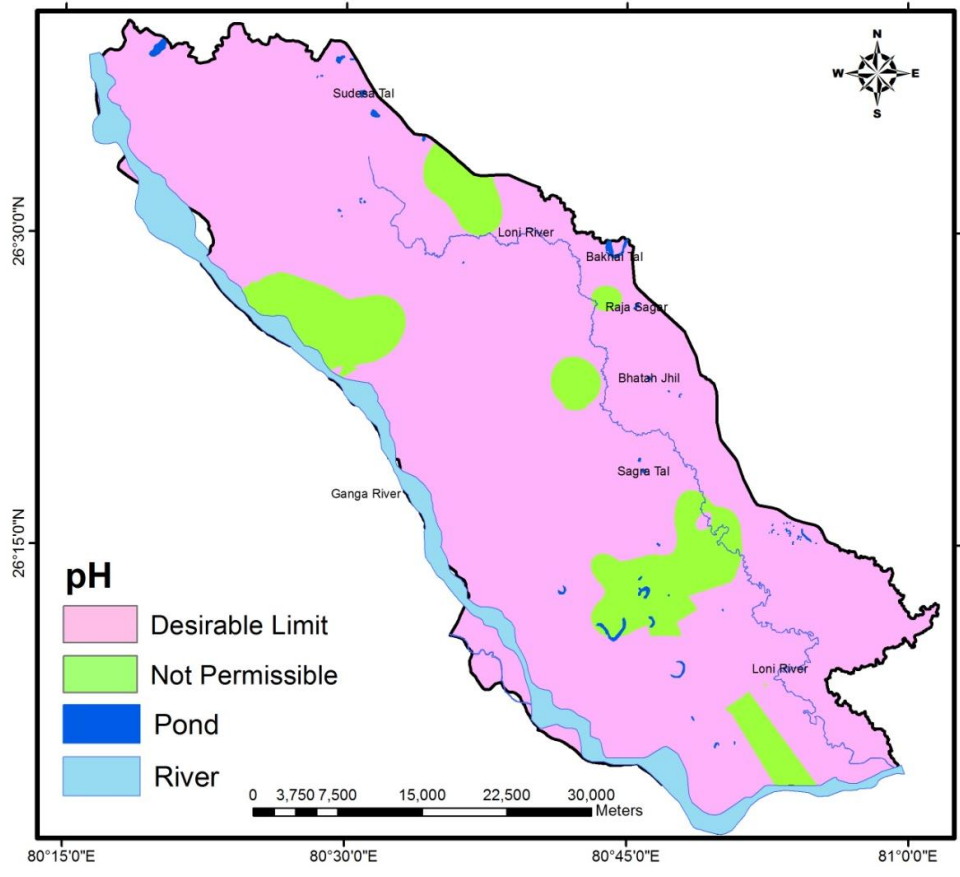 N
W E
S
Sudesa Tal
Loni River
Baknai Tal
Raja Sagar
Bhatah Jhil
Sagra Tal
Ganga River
Loni River
26°30'0"N
26°15'0"N
pH
Desirable Limit
Not Permissible
Pond
River
0 3,750 7,500 15,000 22,500 30,000
Meters
80°15'0"E 80°30'0"E 80°45'0"E 81°0'0"E